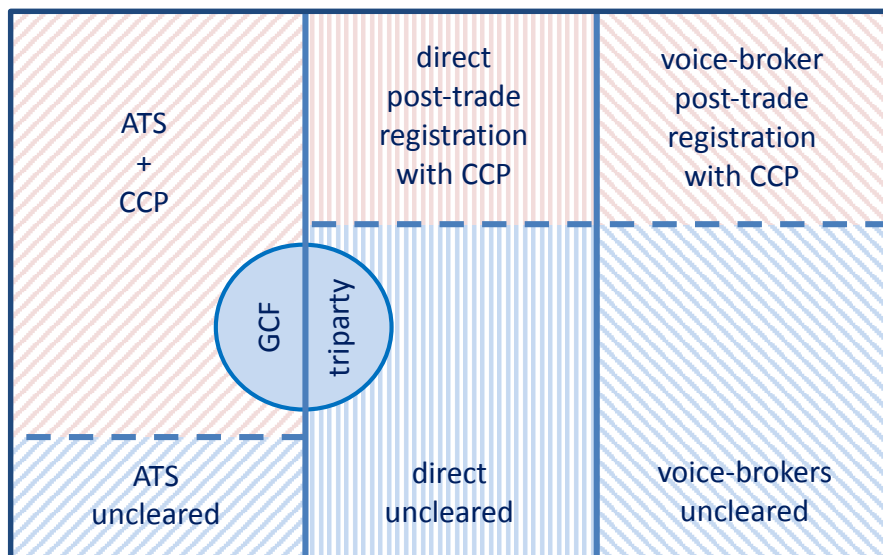 ATS
+
CCP
direct
post-trade
registration
with CCP
voice-broker
post-trade
registration
with CCP
GCF
triparty
ATS
uncleared
direct
uncleared
voice-brokers
uncleared